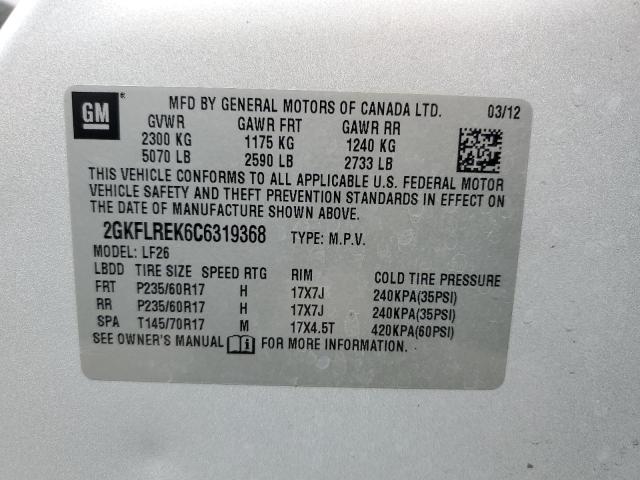 GM ®
MFD BY GENERAL MOTORS OF CANADA LTD. 03/12
GVWR GAWR FRT GAWR RR
2300 KG 1175 KG 1240 KG
5070 LB 2590 LB 2733 LB
THIS VEHICLE CONFORMS TO ALL APPLICABLE U.S. FEDERAL MOTOR
VEHICLE SAFETY AND THEFT PREVENTION STANDARDS IN EFFECT ON
THE DATE OF MANUFACTURE SHOWN ABOVE.
2GKFLREK6C6319368 TYPE: M.P.V.
MODEL: LF26
LBDD TIRE SIZE SPEED RTG RIM COLD TIRE PRESSURE
FRT P235/60R17 H 17X7J 240KPA(35PSI)
RR P235/60R17 H 17X7J 240KPA(35PSI)
SPA T145/70R17 M 17X4.5T 420KPA(60PSI)
SEE OWNER'S MANUAL FOR MORE INFORMATION.